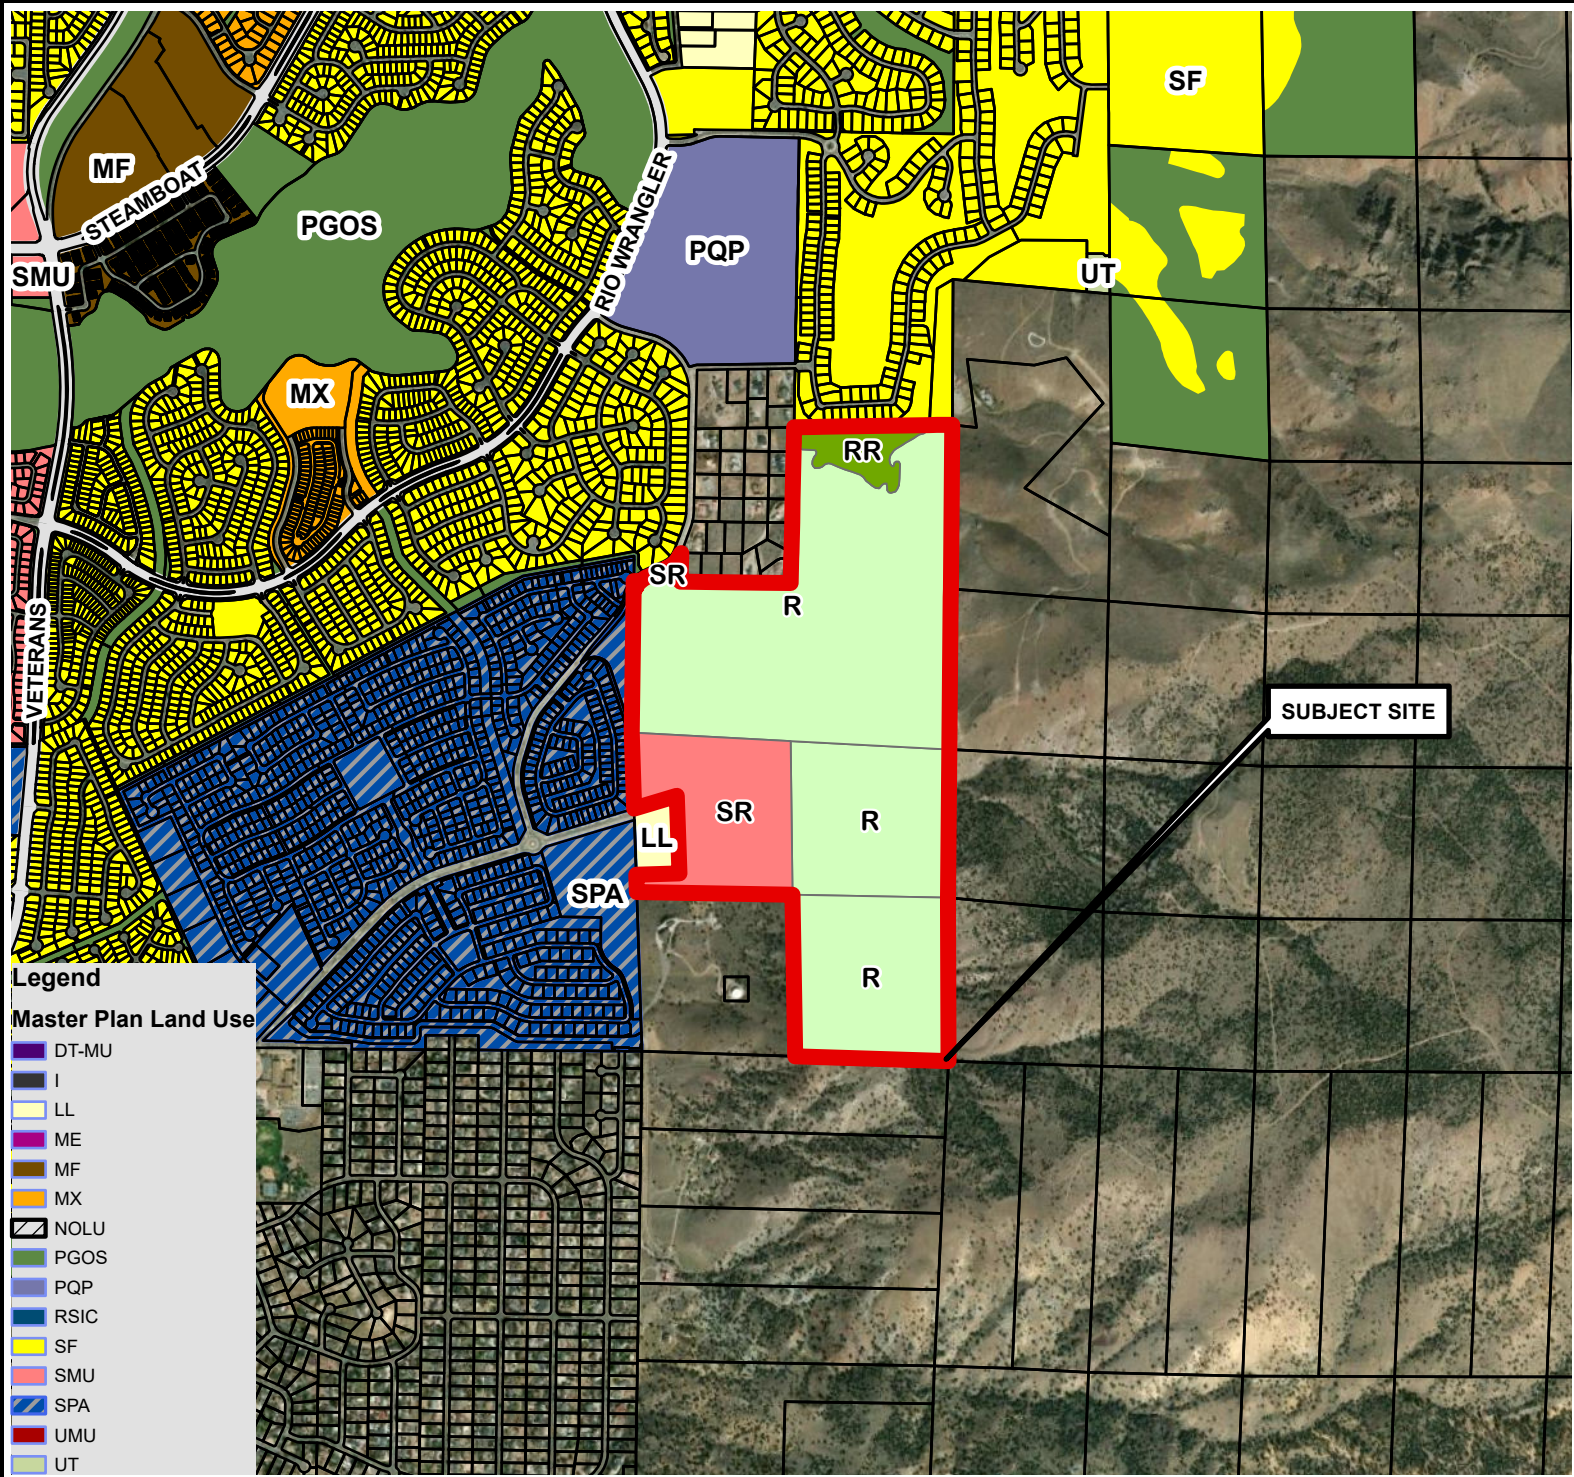 SF
MF
STEAMBOAT
PGOS
RIO WRANGLER
PQP
SMU
UT
MX
RR
SR
R
VETERANS
SUBJECT SITE
SR
R
LL
SPA
R
Legend
Master Plan Land Use
DT-MU
I
LL
ME
MF
MX
NOLU
PGOS
PQP
RSIC
SF
SMU
SPA
UMU
UT